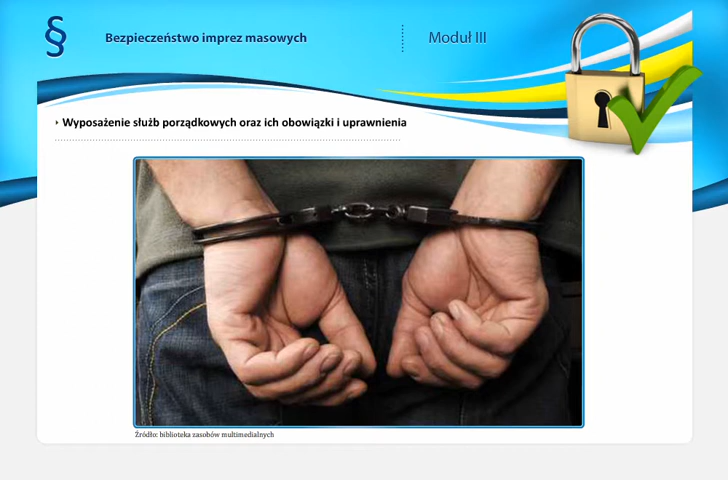 §
Bezpieczeństwo imprez masowych
Moduł III
Wyposażenie służb porządkowych oraz ich obowiązki i uprawnienia
Źródło: biblioteka zasobów multimedialnych